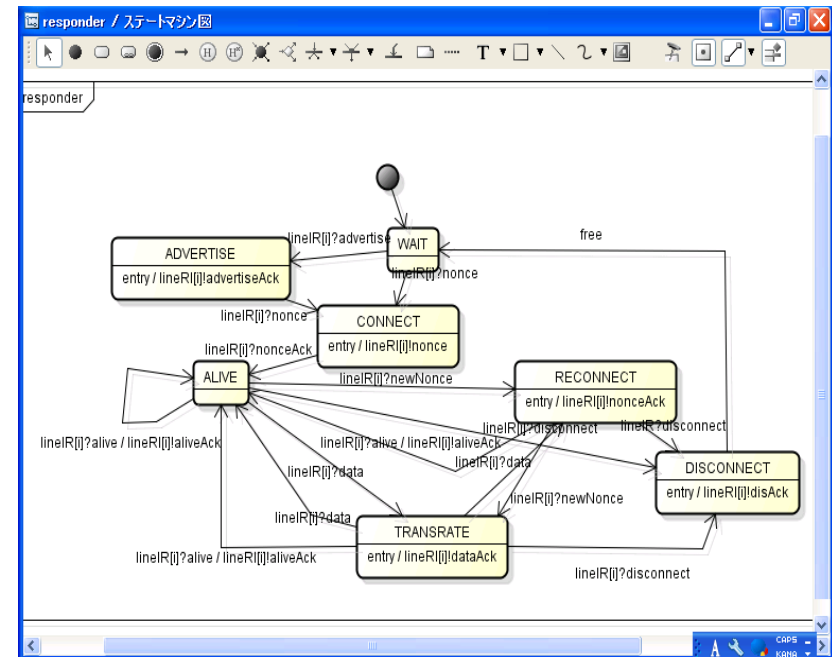 responder / ステートマシン図
H H* T
responder
free
lineIR[i]?advertise
WAIT
ADVERTISE
entry / lineRI[i]!advertiseAck
lineIR[i]?nonce
lineIR[i]?nonce
CONNECT
entry / lineRI[i]!nonce
lineIR[i]?nonceAck
ALIVE
lineIR[i]?newNonce
RECONNECT
entry / lineRI[i]!nonceAck
lineIR[i]?disconnect
lineIR?disconnect
lineIR[i]?alive / lineRI[i]!aliveAck
lineIR[i]?alive / lineRI[i]!aliveAck
lineIR[i]?data
lineIR[i]?data
DISCONNECT
entry / lineRI[i]!disAck
lineIR[i]?newNonce
lineIR[i]?data
TRANSRATE
entry / lineRI[i]!dataAck
lineIR[i]?alive / lineRI[i]!aliveAck
lineIR[i]?disconnect
A CAPS
KANA